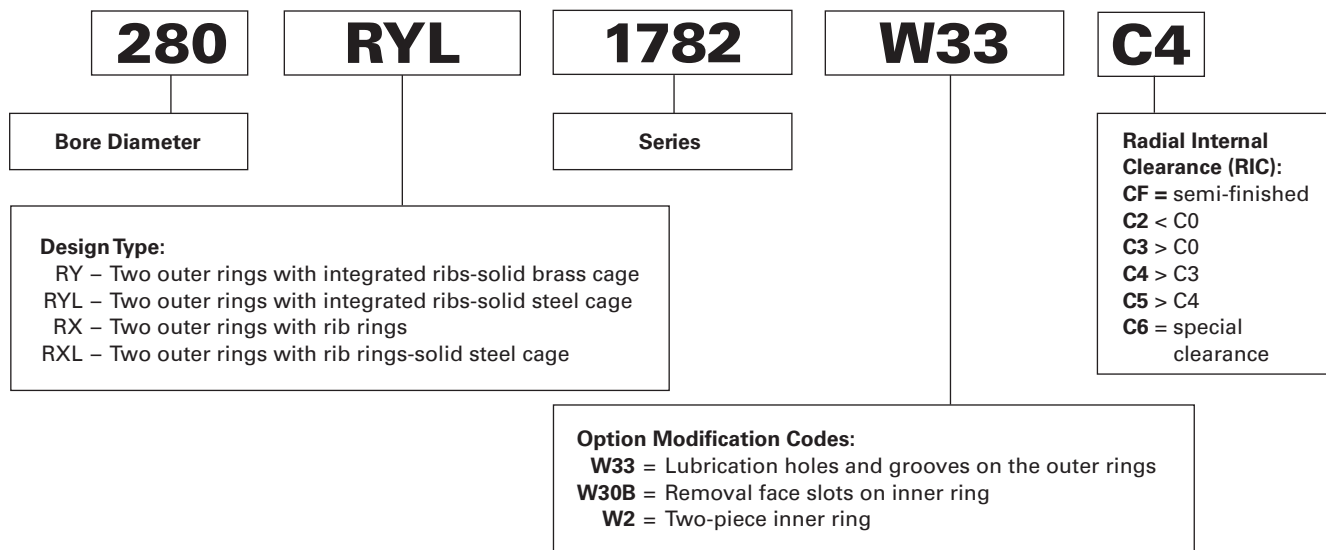 280 RYL 1782 W33 C4
Bore Diameter
Series
Radial Internal
Clearance (RIC):
CF = semi-finished
C2 < C0
C3 > C0
C4 > C3
C5 > C4
C6 = special
clearance
Design Type:
RY – Two outer rings with integrated ribs-solid brass cage
RYL – Two outer rings with integrated ribs-solid steel cage
RX – Two outer rings with rib rings
RXL – Two outer rings with rib rings-solid steel cage
Option Modification Codes:
W33 = Lubrication holes and grooves on the outer rings
W30B = Removal face slots on inner ring
W2 = Two-piece inner ring